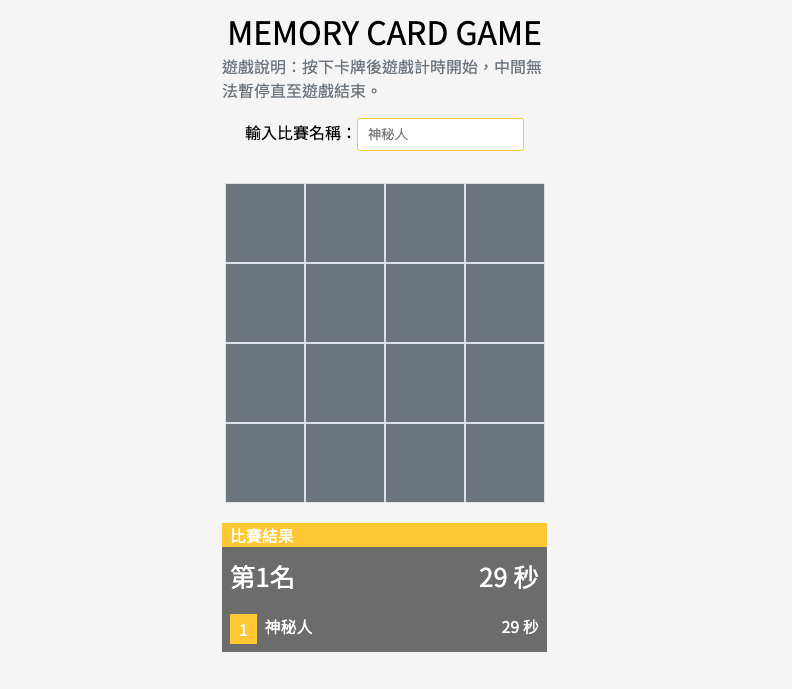 MEMORY CARD GAME
遊戲說明：按下卡牌後遊戲計時開始，中間無
法暫停直至遊戲結束。
輸入比賽名稱：神秘人
比賽結果
第1名 29 秒
1 神秘人 29 秒